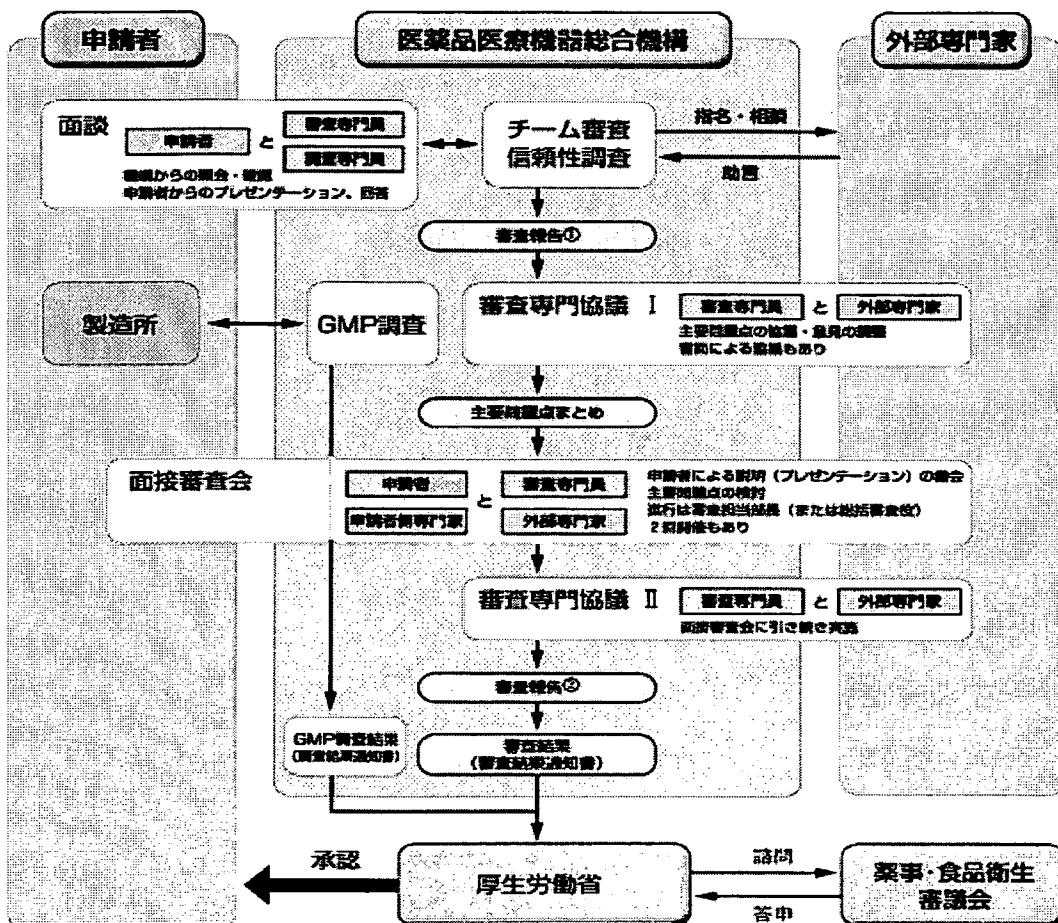 申請者
医薬品医療機器総合機構
外部専門家
面談
申請者 と 審査専門員
調査専門員
機構からの照会・確認
申請者からのプレゼンテーション、回答
チーム審査
信頼性調査
指名・相談
助言
審査報告①
製造所
GMP調査
審査専門協議 Ⅰ 審査専門員 と 外部専門家
主要問題点の協議・意見の調整
書面による協議もあり
主要問題点まとめ
面接審査会
申請者 と 審査専門員
申請者側専門家 外部専門家
申請者による説明（プレゼンテーション）の機会
主要問題点の検討
進行は審査担当部長（または総括審査役）
2回開催もあり
審査専門協議 Ⅱ 審査専門員 と 外部専門家
面接審査会に引き続き実施
審査報告②
GMP調査結果
（調査結果通知書）
審査結果
（審査結果通知書）
承認
厚生労働省
諮問
答申
薬事・食品衛生
審議会